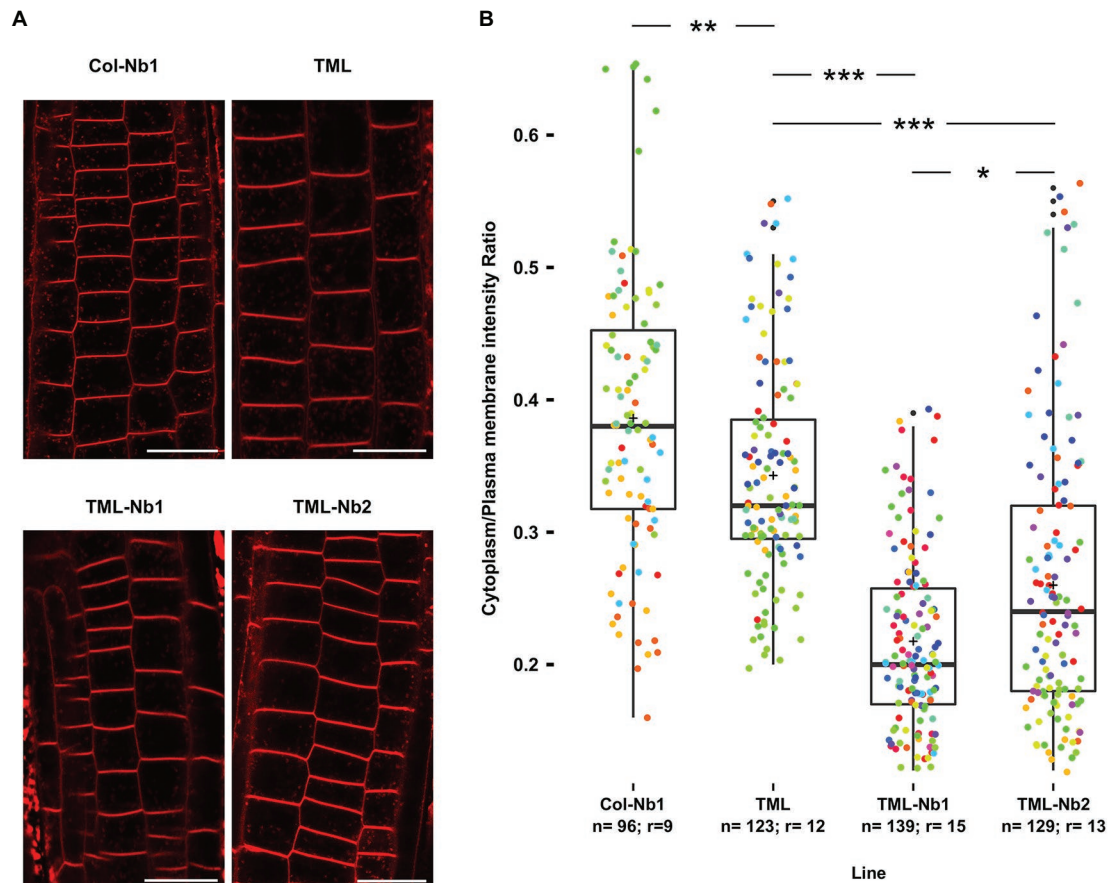 A
Col-Nb1
TML
TML-Nb1
TML-Nb2
B
**
***
***
*
Cytoplasm/Plasma membrane intensity Ratio
0.6
0.5
0.4
0.3
0.2
Col-Nb1
n= 96; r=9
TML
n= 123; r= 12
TML-Nb1
n= 139; r= 15
TML-Nb2
n= 129; r= 13
Line